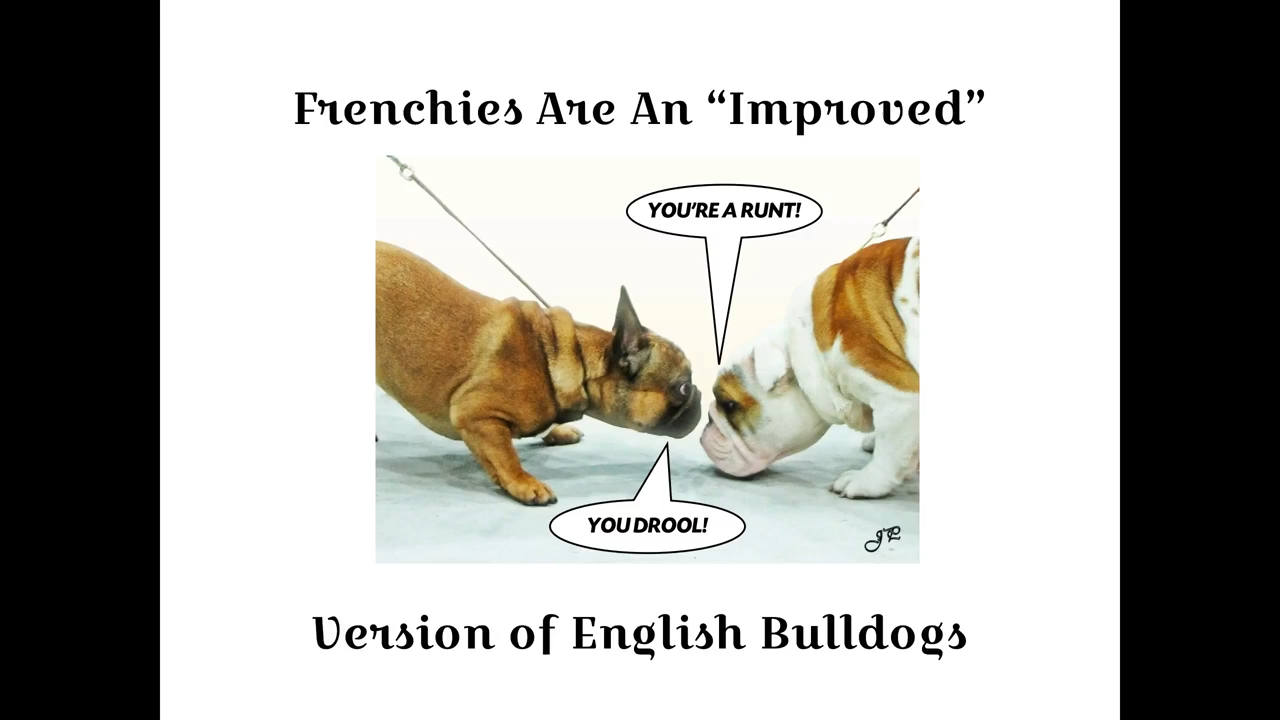 Frenchies Are An “Improved”
YOU’RE A RUNT!
YOU DROOL!
Version of English Bulldogs